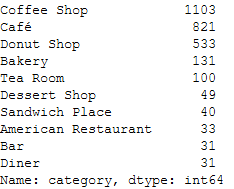 Coffee Shop 1103
Café 821
Donut Shop 533
Bakery 131
Tea Room 100
Dessert Shop 49
Sandwich Place 40
American Restaurant 33
Bar 31
Diner 31
Name: category, dtype: int64